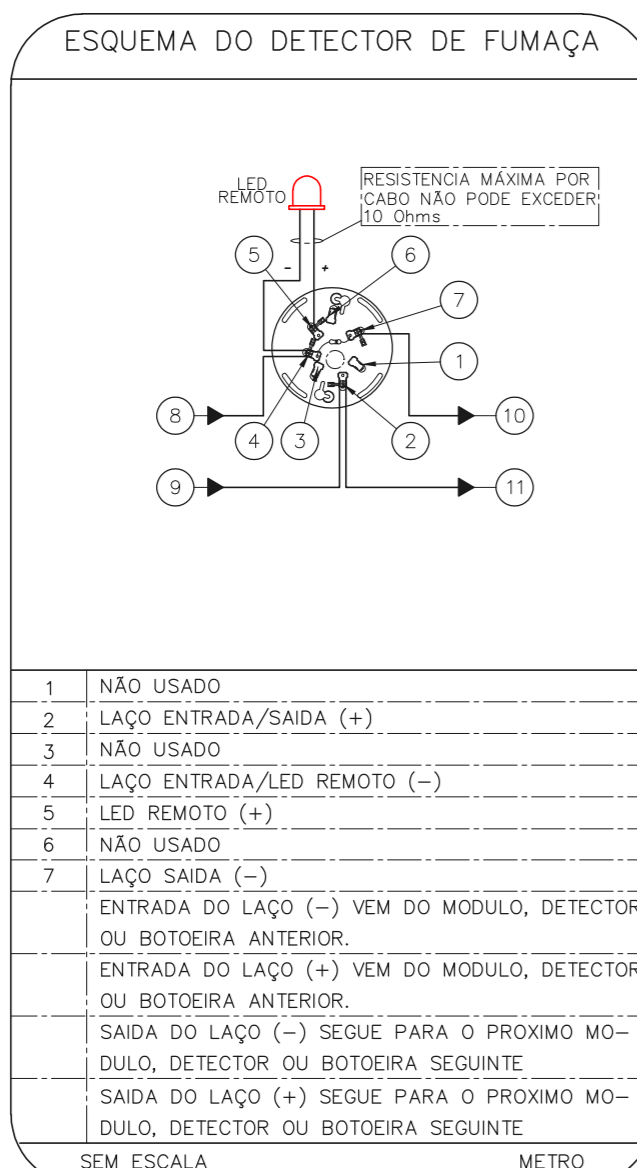 ESQUEMA DO DETECTOR DE FUMAÇA
LED
REMOTO
RESISTENCIA MÁXIMA POR
CABO NÃO PODE EXCEDER
10 Ohms
5
-
+
6
7
1
8
4
3
2
10
9
11
1 NÃO USADO
2 LAÇO ENTRADA/SAIDA (+)
3 NÃO USADO
4 LAÇO ENTRADA/LED REMOTO (-)
5 LED REMOTO (+)
6 NÃO USADO
7 LAÇO SAIDA (-)
ENTRADA DO LAÇO (-) VEM DO MODULO, DETECTOR
OU BOTOEIRA ANTERIOR.
ENTRADA DO LAÇO (+) VEM DO MODULO, DETECTOR
OU BOTOEIRA ANTERIOR.
SAIDA DO LAÇO (-) SEGUE PARA O PROXIMO MO-
DULO, DETECTOR OU BOTOEIRA SEGUINTE
SAIDA DO LAÇO (+) SEGUE PARA O PROXIMO MO-
DULO, DETECTOR OU BOTOEIRA SEGUINTE
SEM ESCALA METRO